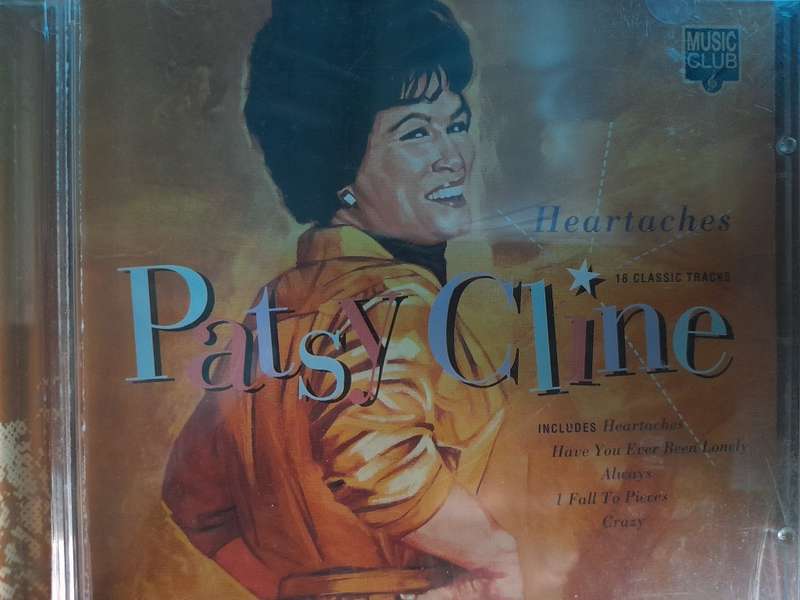 MUSIC
CLUB
Heartaches
16 CLASSIC TRACKS
Patsy Cline
INCLUDES Heartaches
Have You Ever Been Lonely
Always
I Fall To Pieces
Crazy